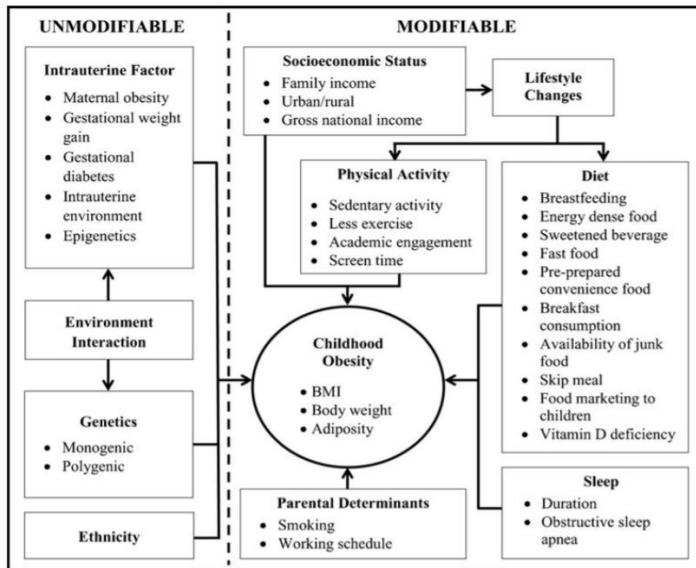 UNMODIFIABLE
Intrauterine Factor
• Maternal obesity
• Gestational weight
gain
• Gestational
diabetes
• Intrauterine
environment
• Epigenetics
Environment
Interaction
Genetics
• Monogenic
• Polygenic
Ethnicity
MODIFIABLE
Socioeconomic Status
• Family income
• Urban/rural
• Gross national income
Lifestyle
Changes
Physical Activity
• Sedentary activity
• Less exercise
• Academic engagement
• Screen time
Diet
• Breastfeeding
• Energy dense food
• Sweetened beverage
• Fast food
• Pre-prepared
convenience food
• Breakfast
consumption
• Availability of junk
food
• Skip meal
• Food marketing to
children
• Vitamin D deficiency
Childhood
Obesity
• BMI
• Body weight
• Adiposity
Parental Determinants
• Smoking
• Working schedule
Sleep
• Duration
• Obstructive sleep
apnea